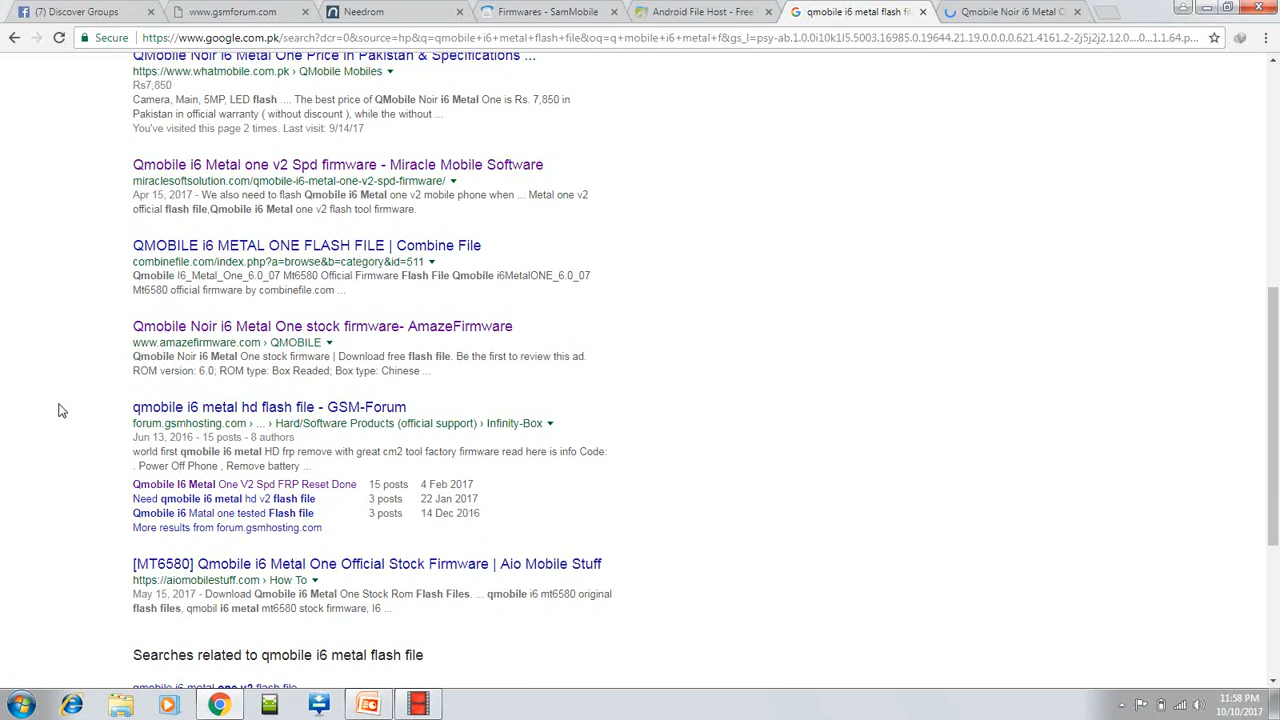 (1) Discover Groups
www.gsmforum.com
Needrom
Firmwares - SamMobile
Android File Host - Free
qmobile i6 metal flash fil
Qmobile Noir i6 Metal O
Secure
https://www.google.com.pk/search?dcr=0&source=hp&q=qmobile+i6+metal+flash+file&oq=q+mobile+i6+metal+f&gs_l=psy-ab.1.0.0i10k1l5.5003.16985.0.19644.21.19.0.0.0.0.621.4161.2-2j5j2j2.12.0....0...1.1.64.p...
QMobile Noir i6 Metal One Price in Pakistan & Specifications ...
https://www.whatmobile.com.pk › QMobile Mobiles
Rs7,850
Camera, Main, 5MP, LED flash .... The best price of QMobile Noir i6 Metal One is Rs. 7,850 in
Pakistan in official warranty ( without discount ), while the without ...
You've visited this page 2 times. Last visit: 9/14/17
Qmobile i6 Metal one v2 Spd firmware - Miracle Mobile Software
miraclesoftsolution.com/qmobile-i6-metal-one-v2-spd-firmware/
Apr 15, 2017 - We also need to flash Qmobile i6 Metal one v2 mobile phone when ... Metal one v2
official flash file,Qmobile i6 Metal one v2 flash tool firmware.
QMOBILE i6 METAL ONE FLASH FILE | Combine File
combinefile.com/index.php?a=browse&b=category&id=511
Qmobile I6_Metal_One_6.0_07 Mt6580 Official Firmware Flash File Qmobile i6MetalONE_6.0_07
Mt6580 official firmware by combinefile.com ...
Qmobile Noir i6 Metal One stock firmware- AmazeFirmware
www.amazefirmware.com › QMOBILE
Qmobile Noir i6 Metal One stock firmware | Download free flash file. Be the first to review this ad.
ROM version: 6.0; ROM type: Box Readed; Box type: Chinese ...
qmobile i6 metal hd flash file - GSM-Forum
forum.gsmhosting.com › ... › Hard/Software Products (official support) › Infinity-Box
Jun 13, 2016 - 15 posts - 8 authors
world first qmobile i6 metal HD frp remove with great cm2 tool factory firmware read here is info Code:
. Power Off Phone , Remove battery ...
Qmobile I6 Metal One V2 Spd FRP Reset Done 15 posts 4 Feb 2017
Need qmobile i6 metal hd v2 flash file 3 posts 22 Jan 2017
Qmobile i6 Matal one tested Flash file 3 posts 14 Dec 2016
More results from forum.gsmhosting.com
[MT6580] Qmobile i6 Metal One Official Stock Firmware | Aio Mobile Stuff
https://aiomobilestuff.com › How To
May 15, 2017 - Download Qmobile i6 Metal One Stock Rom Flash Files. ... qmobile i6 mt6580 original
flash files, qmobil i6 metal mt6580 stock firmware, I6 ...
Searches related to qmobile i6 metal flash file
qmobile i6 metal one v2 flash file
11:58 PM
10/10/2017